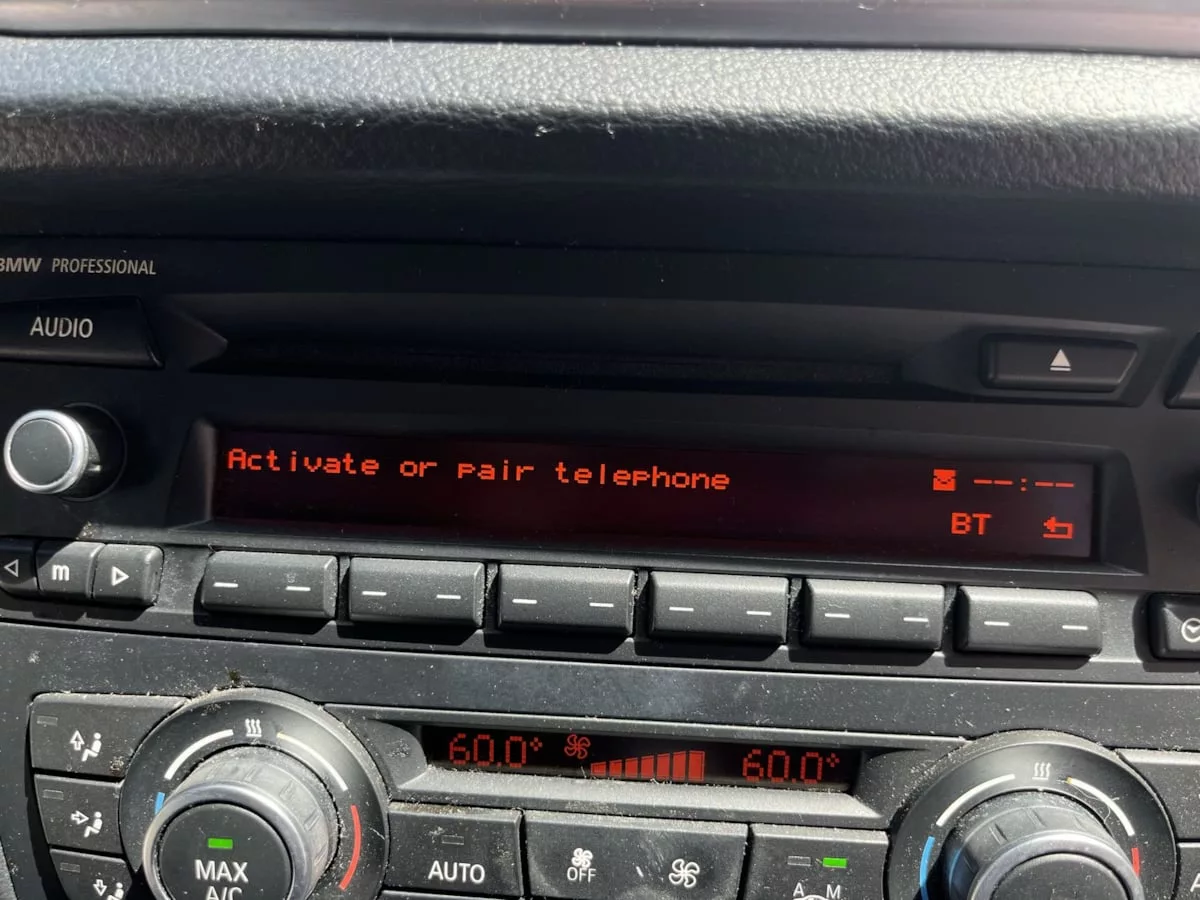 BMW PROFESSIONAL
AUDIO
Activate or pair telephone --:--
BT
m
60.0° 60.0°
MAX
A/C
AUTO
OFF
A M